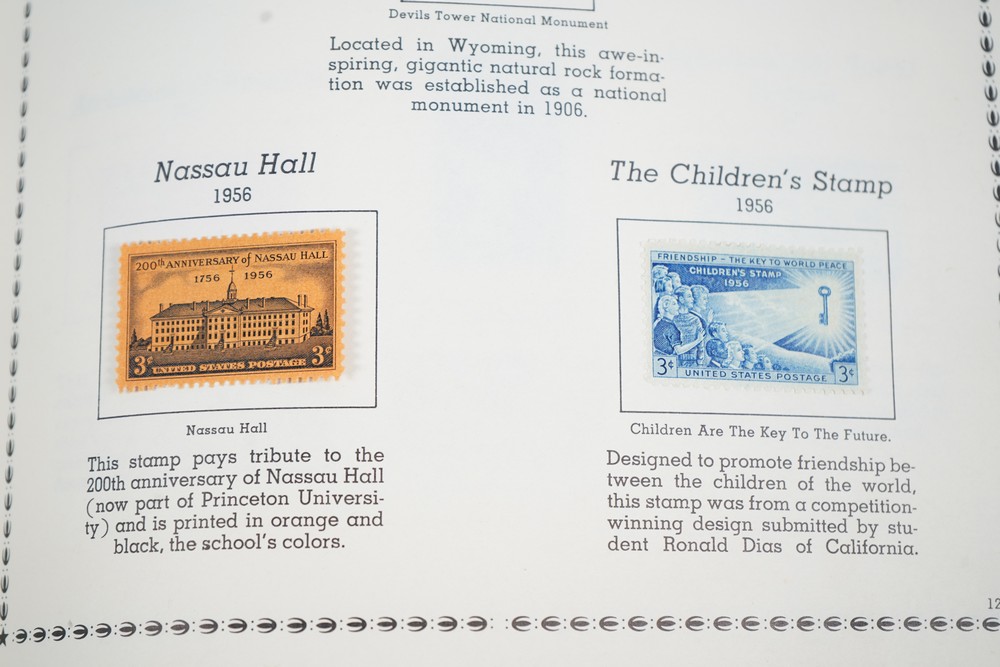 Devils Tower National Monument
Located in Wyoming, this awe-in-
spiring, gigantic natural rock forma-
tion was established as a national
monument in 1906.
Nassau Hall
1956
200th ANNIVERSARY OF NASSAU HALL
1756 1956
3¢ UNITED STATES POSTAGE 3¢
Nassau Hall
This stamp pays tribute to the
200th anniversary of Nassau Hall
(now part of Princeton Universi-
ty) and is printed in orange and
black, the school's colors.
The Children's Stamp
1956
FRIENDSHIP - THE KEY TO WORLD PEACE
CHILDREN'S STAMP
1956
3¢ UNITED STATES POSTAGE 3¢
Children Are The Key To The Future.
Designed to promote friendship be-
tween the children of the world,
this stamp was from a competition-
winning design submitted by stu-
dent Ronald Dias of California.
12